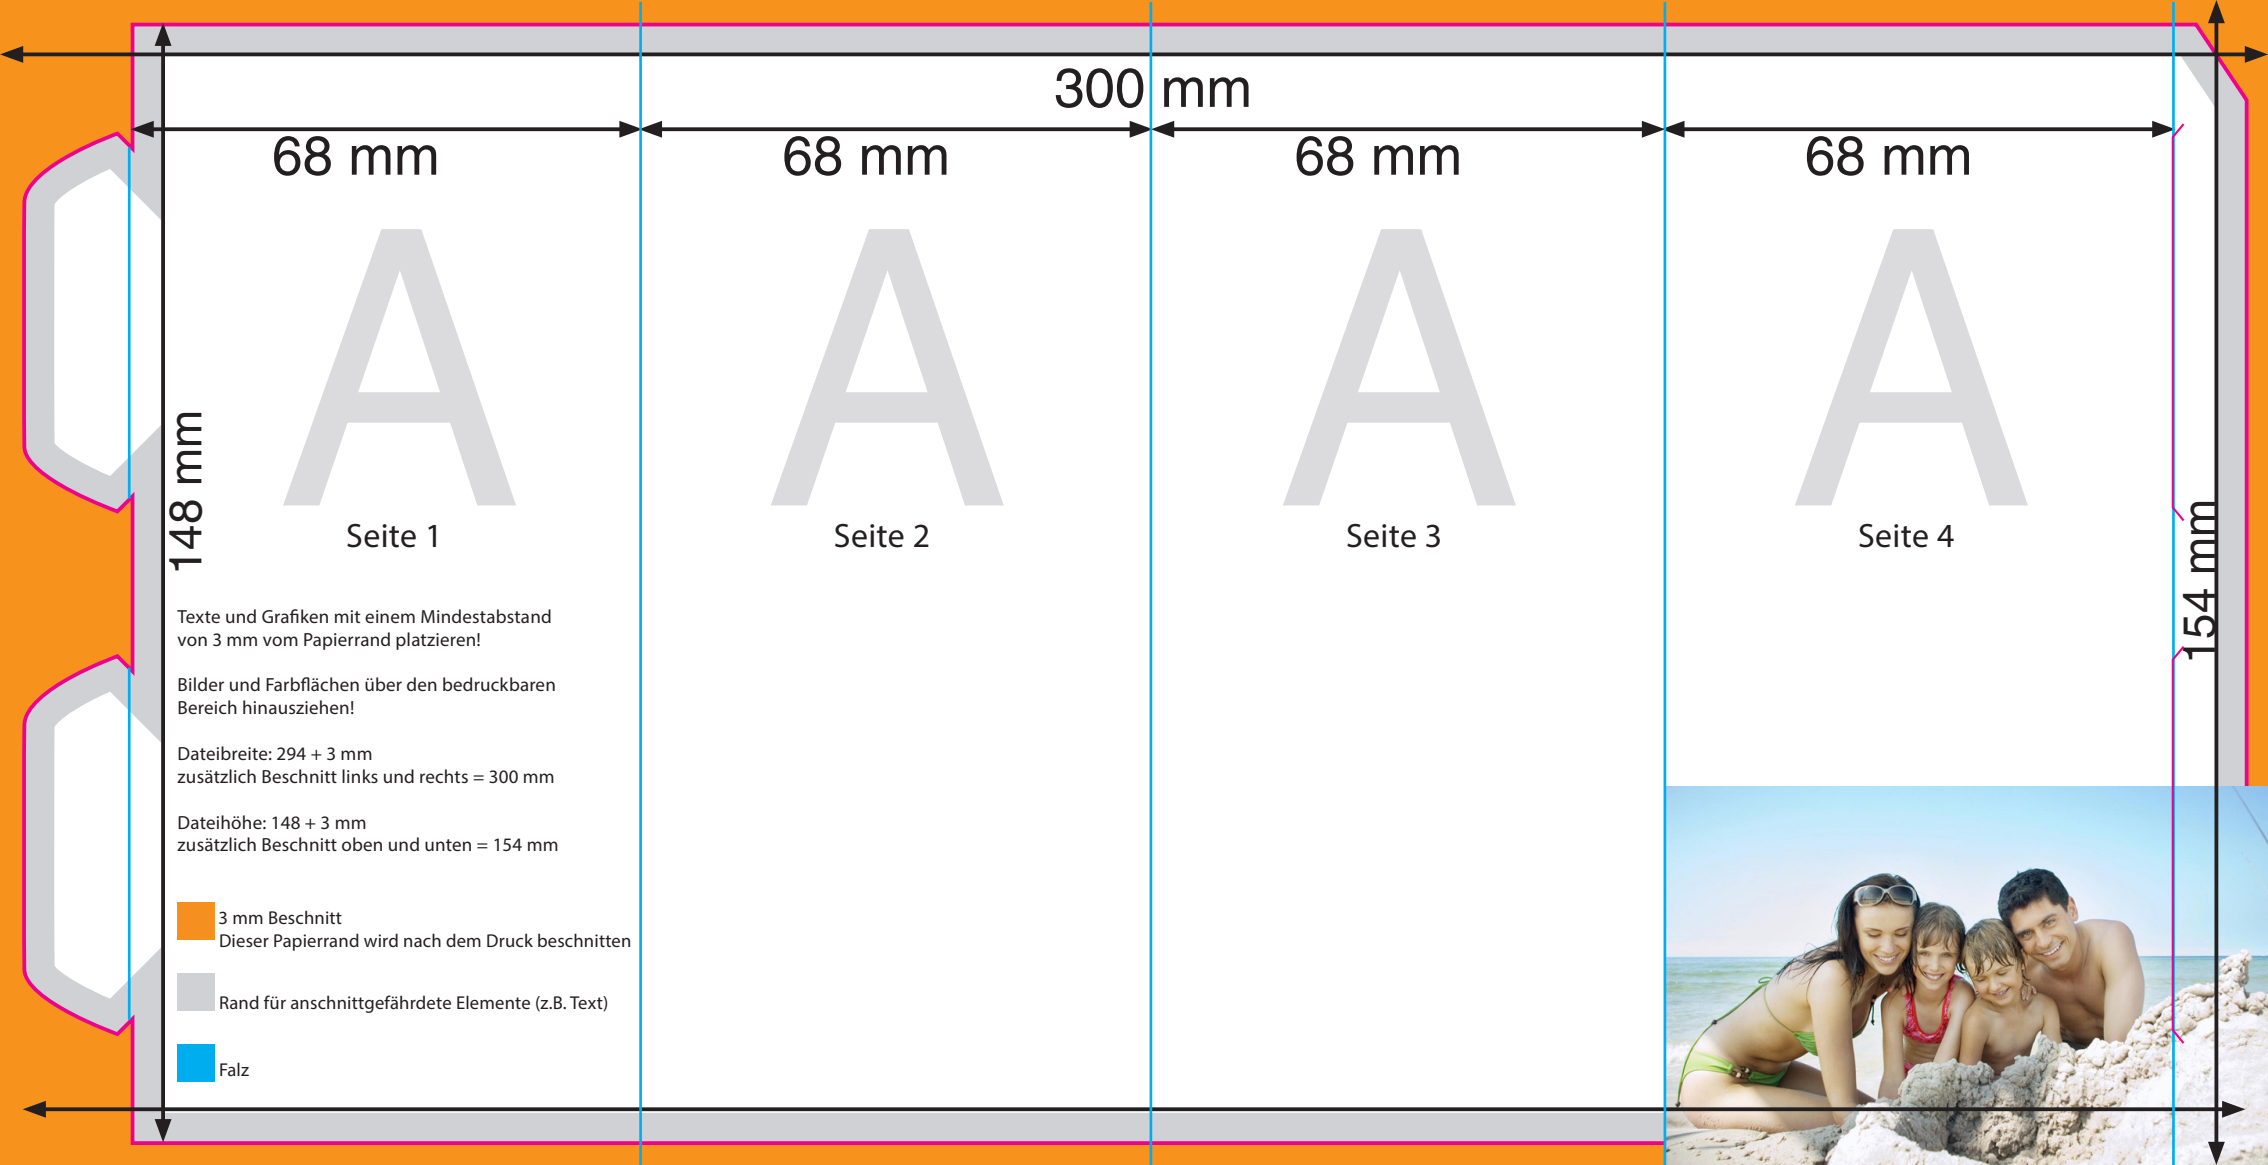 300 mm
68 mm
68 mm
68 mm
68 mm
A
A
A
A
Seite 1
Seite 2
Seite 3
Seite 4
148 mm
154 mm
Texte und Grafiken mit einem Mindestabstand
von 3 mm vom Papierrand platzieren!
Bilder und Farbflächen über den bedruckbaren
Bereich hinausziehen!
Dateibreite: 294 + 3 mm
zusätzlich Beschnitt links und rechts = 300 mm
Dateihöhe: 148 + 3 mm
zusätzlich Beschnitt oben und unten = 154 mm
3 mm Beschnitt
Dieser Papierrand wird nach dem Druck beschnitten
Rand für anschnittgefährdete Elemente (z.B. Text)
Falz